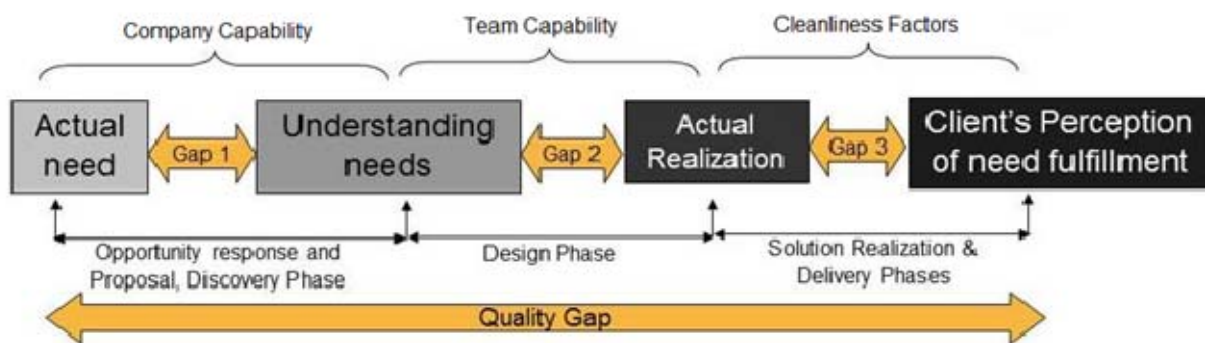 Company Capability
Team Capability
Cleanliness Factors
Actual
need
Gap 1
Understanding
needs
Gap 2
Actual
Realization
Gap 3
Client's Perception
of need fulfillment
Opportunity response and
Proposal, Discovery Phase
Design Phase
Solution Realization &
Delivery Phases
Quality Gap